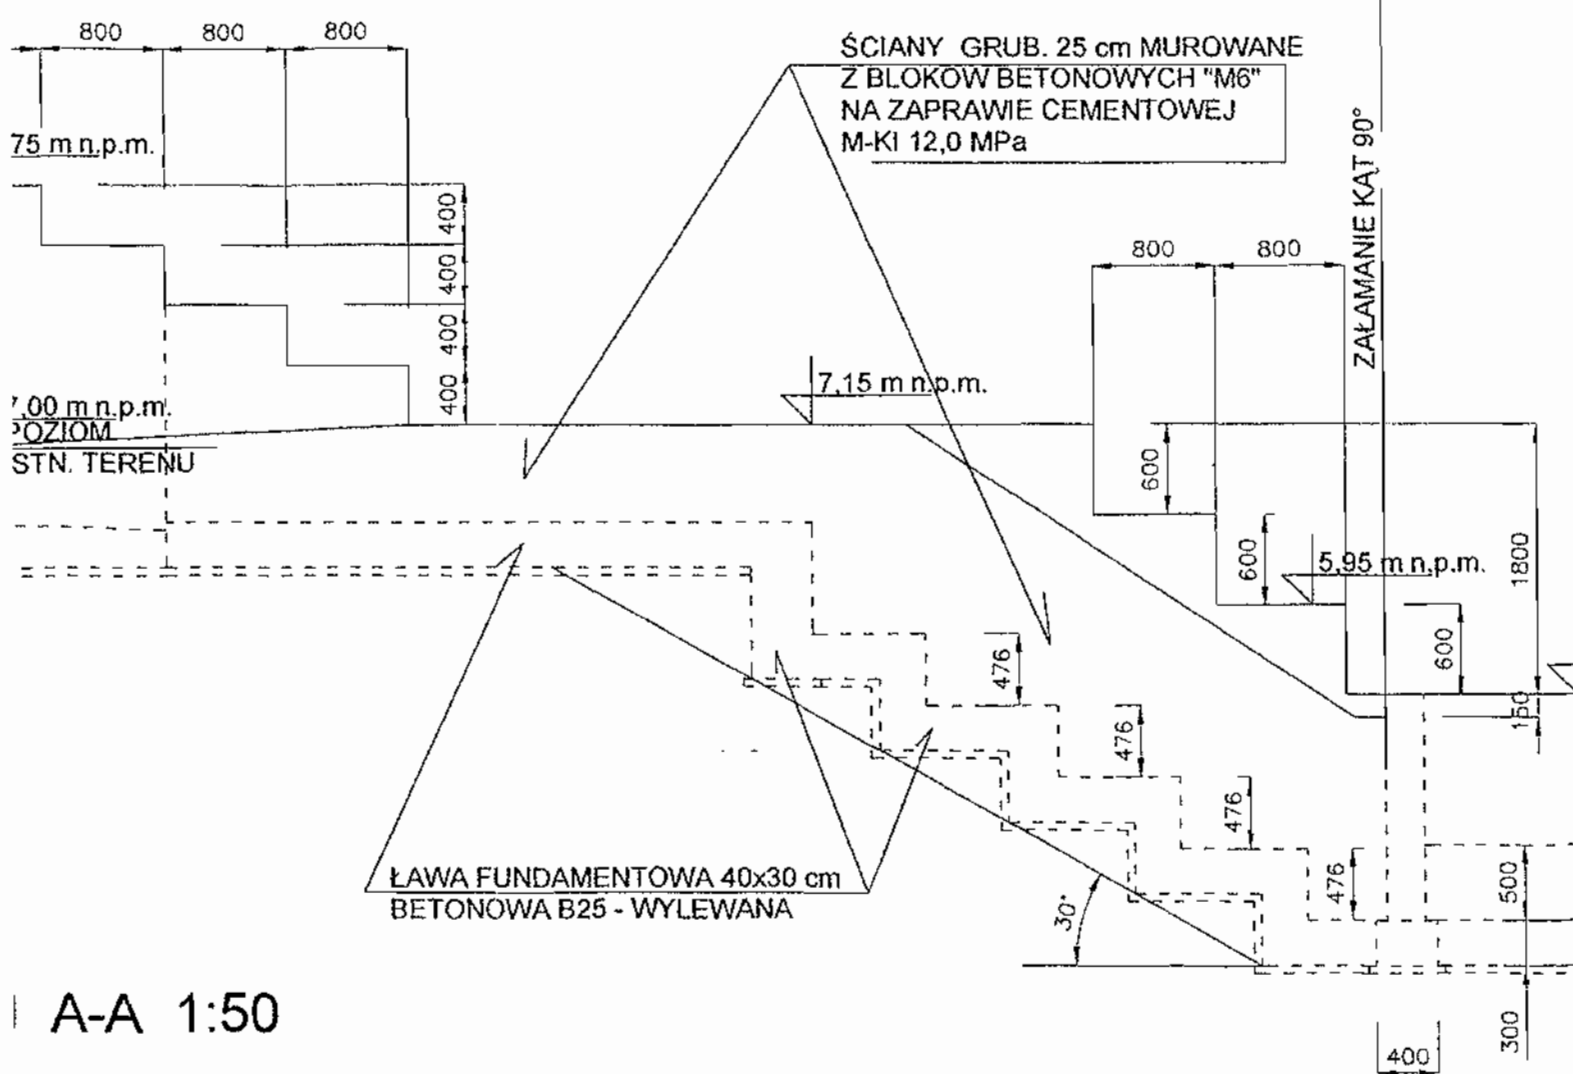 800
800
800
ŚCIANY GRUB. 25 cm MUROWANE
Z BLOKÓW BETONOWYCH "M6"
NA ZAPRAWIE CEMENTOWEJ
M-KI 12,0 MPa
75 m n.p.m.
ZAŁAMANIE KĄT 90°
400
400
400
400
800
800
7,15 m n.p.m.
7,00 m n.p.m.
POZIOM
STN. TERENU
600
600
5,95 m n.p.m.
1800
600
150
476
476
476
476
500
ŁAWA FUNDAMENTOWA 40x30 cm
BETONOWA B25 - WYLEWANA
30°
A-A 1:50
300
400